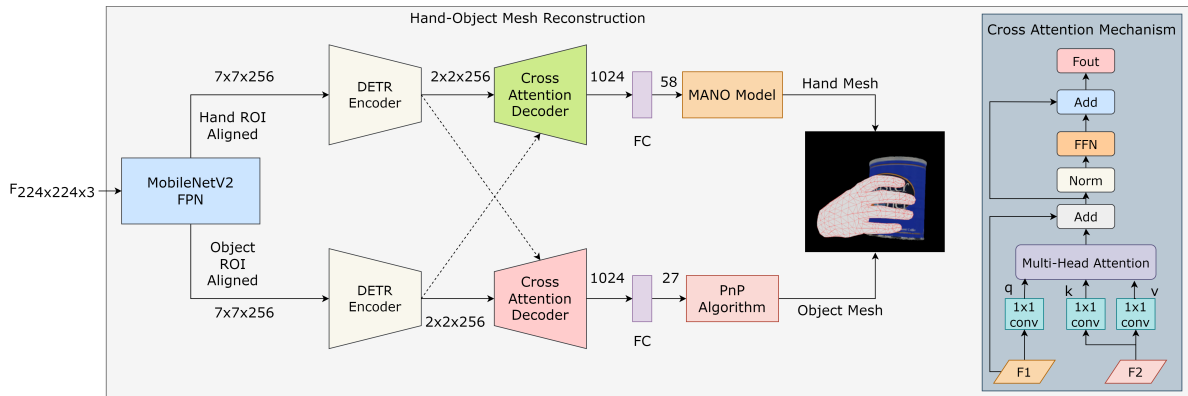 Hand-Object Mesh Reconstruction
F224x224x3
MobileNetV2
FPN
7x7x256
Hand ROI
Aligned
Object
ROI
Aligned
7x7x256
DETR
Encoder
DETR
Encoder
2x2x256
2x2x256
Cross
Attention
Decoder
Cross
Attention
Decoder
1024
FC
58
MANO Model
Hand Mesh
1024
FC
27
PnP
Algorithm
Object Mesh
Cross Attention Mechanism
Fout
Add
FFN
Norm
Add
Multi-Head Attention
q
k
v
1x1
conv
1x1
conv
1x1
conv
F1
F2